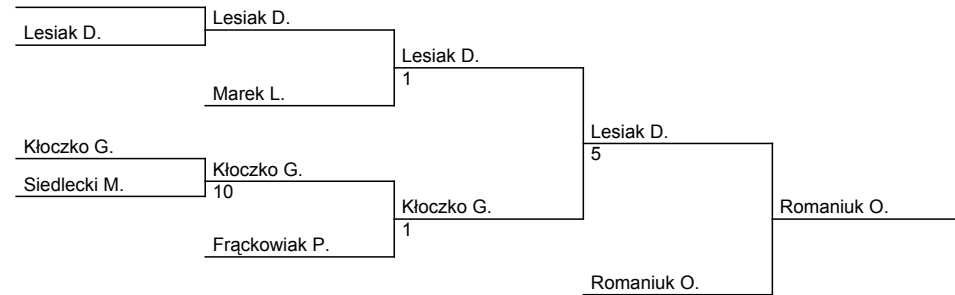 Lesiak D.
Lesiak D.
Lesiak D.
1
Marek L.
Lesiak D.
5
Kłoczko G.
Kłoczko G.
10
Siedlecki M.
Kłoczko G.
1
Romaniuk O.
Frąckowiak P.
Romaniuk O.